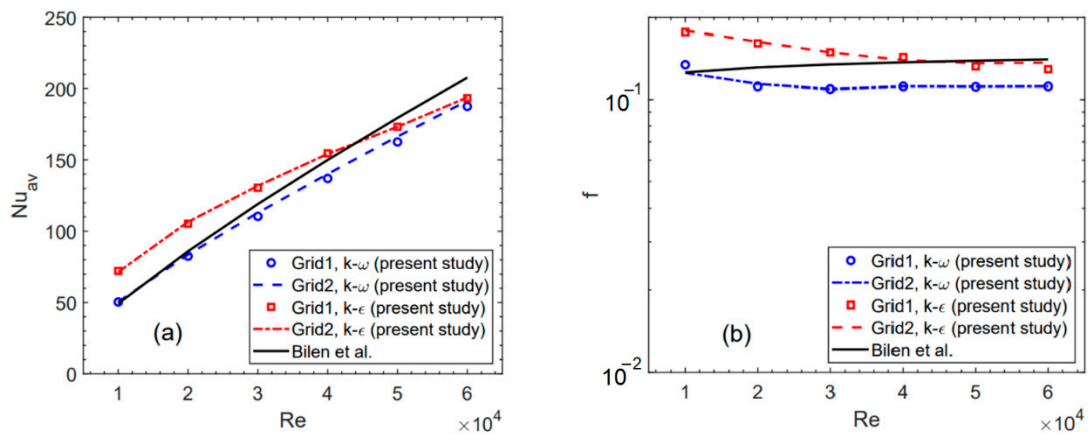 250
200
150
100
50
0
Nu_av
1 2 3 4 5 6
Re
×10^4
(a)
Grid1, k-ω (present study)
Grid2, k-ω (present study)
Grid1, k-ϵ (present study)
Grid2, k-ϵ (present study)
Bilen et al.
10^-1
10^-2
f
1 2 3 4 5 6
Re
×10^4
(b)
Grid1, k-ω (present study)
Grid2, k-ω (present study)
Grid1, k-ϵ (present study)
Grid2, k-ϵ (present study)
Bilen et al.